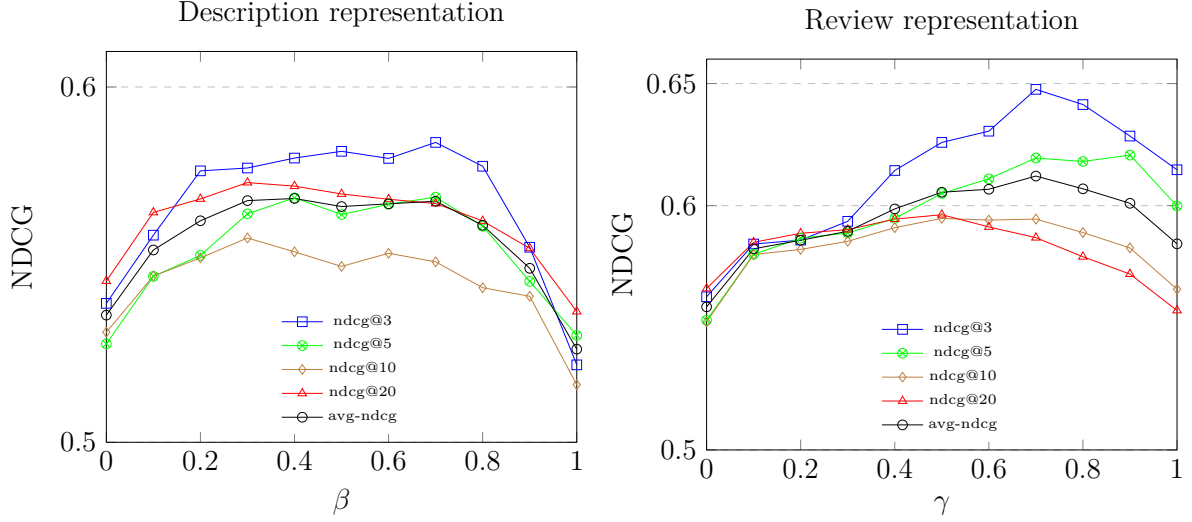 Description representation
0.6
0.5
NDCG
0
0.2
0.4
0.6
0.8
1
β
ndcg@3
ndcg@5
ndcg@10
ndcg@20
avg-ndcg
Review representation
0.65
0.6
0.5
NDCG
0
0.2
0.4
0.6
0.8
1
γ
ndcg@3
ndcg@5
ndcg@10
ndcg@20
avg-ndcg